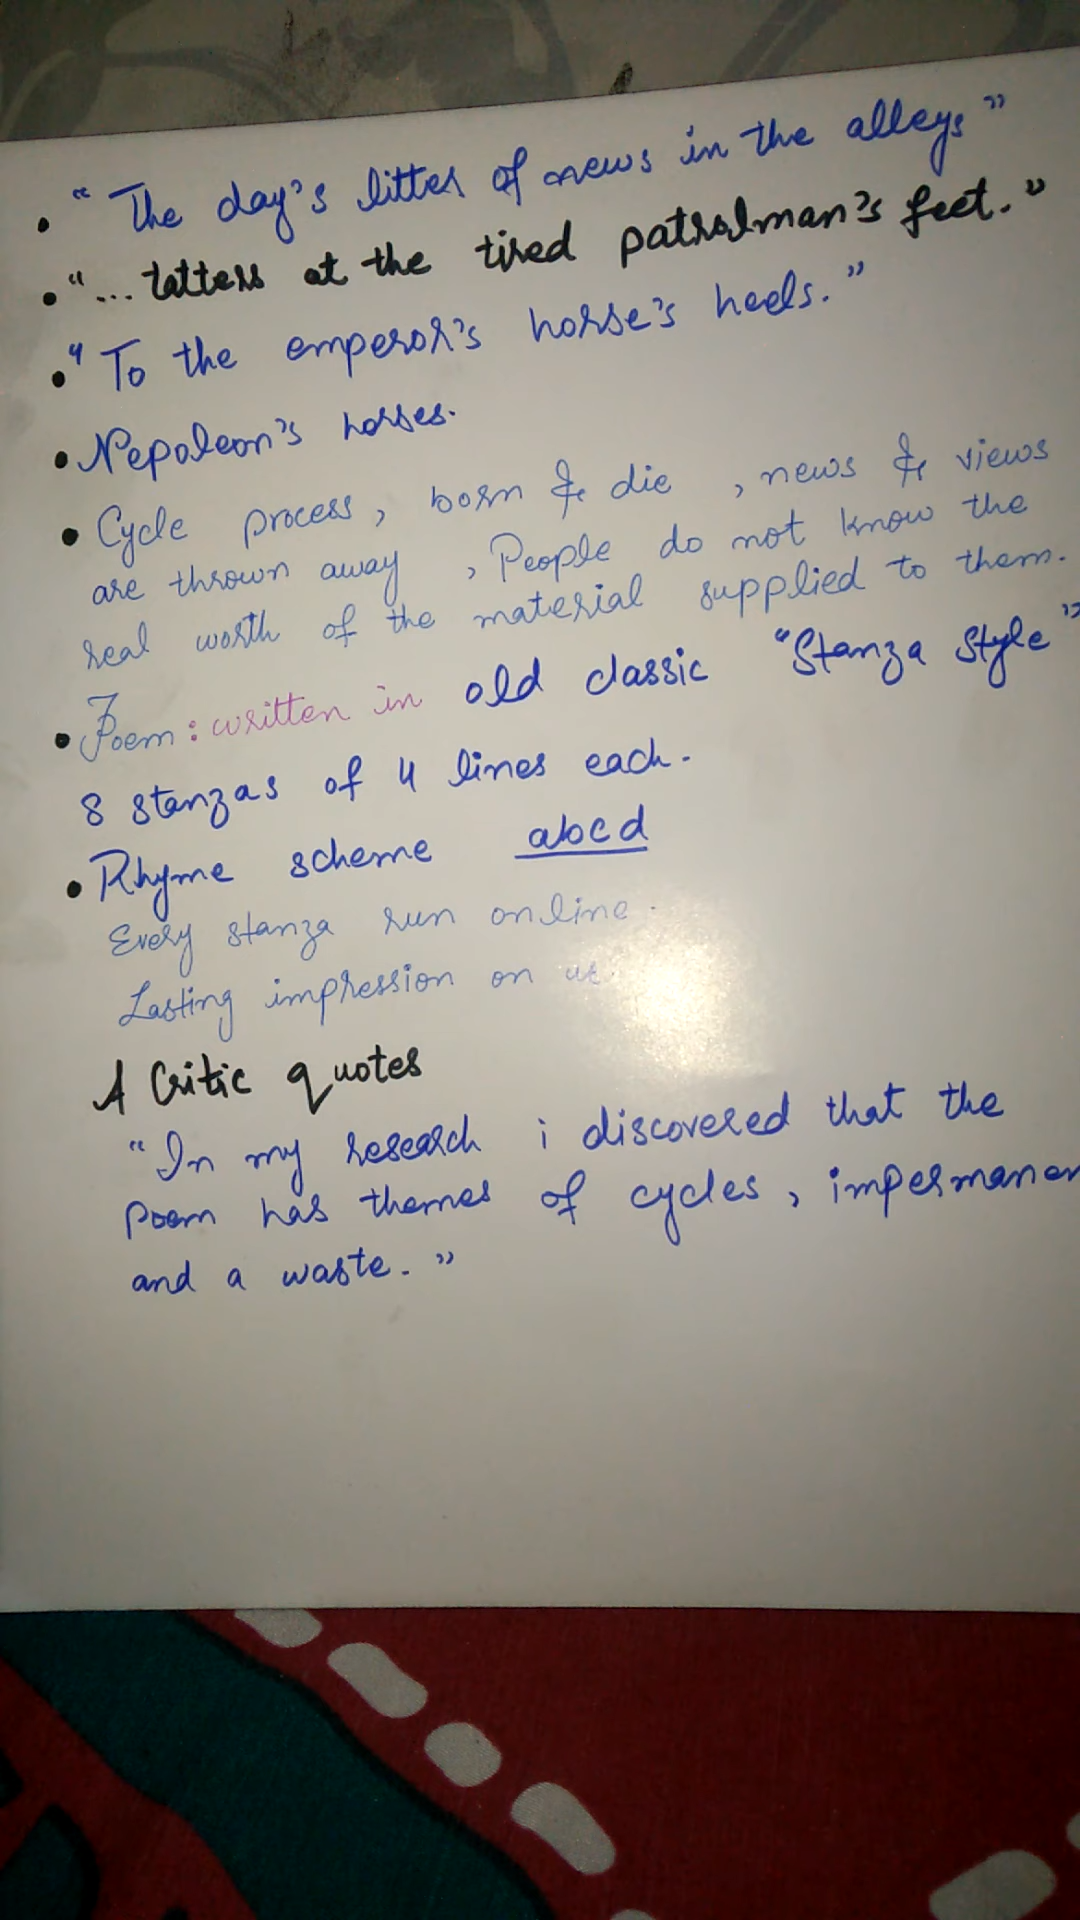 • "The day's litter of news in the alleys"
• "... tatters at the tired patrolman's feet."
• "To the emperor's horse's heels."
• Nepoleon's horses.
• Cycle process, born & die, news & views
are thrown away, People do not know the
real worth of the material supplied to them.
• Poem: written in old classic "Stanza Style"
8 stanzas of 4 lines each.
• Rhyme scheme abcd
Every stanza run on line.
Lasting impression on us.
A Critic quotes
"In my research i discovered that the
Poem has themes of cycles, impermanen
and a waste."